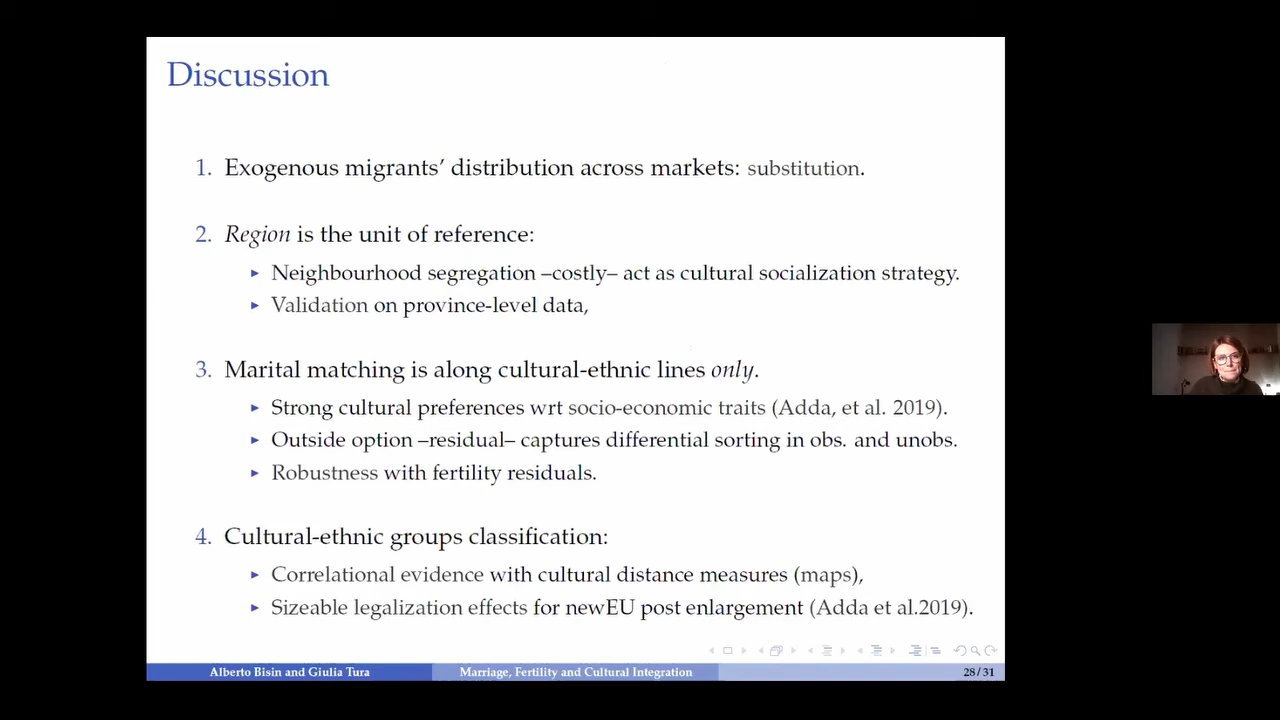 Discussion
1. Exogenous migrants’ distribution across markets: substitution.
2. Region is the unit of reference:
▶ Neighbourhood segregation –costly– act as cultural socialization strategy.
▶ Validation on province-level data,
3. Marital matching is along cultural-ethnic lines only.
▶ Strong cultural preferences wrt socio-economic traits (Adda, et al. 2019).
▶ Outside option –residual– captures differential sorting in obs. and unobs.
▶ Robustness with fertility residuals.
4. Cultural-ethnic groups classification:
▶ Correlational evidence with cultural distance measures (maps),
▶ Sizeable legalization effects for newEU post enlargement (Adda et al.2019).
Alberto Bisin and Giulia Tura Marriage, Fertility and Cultural Integration 28/31